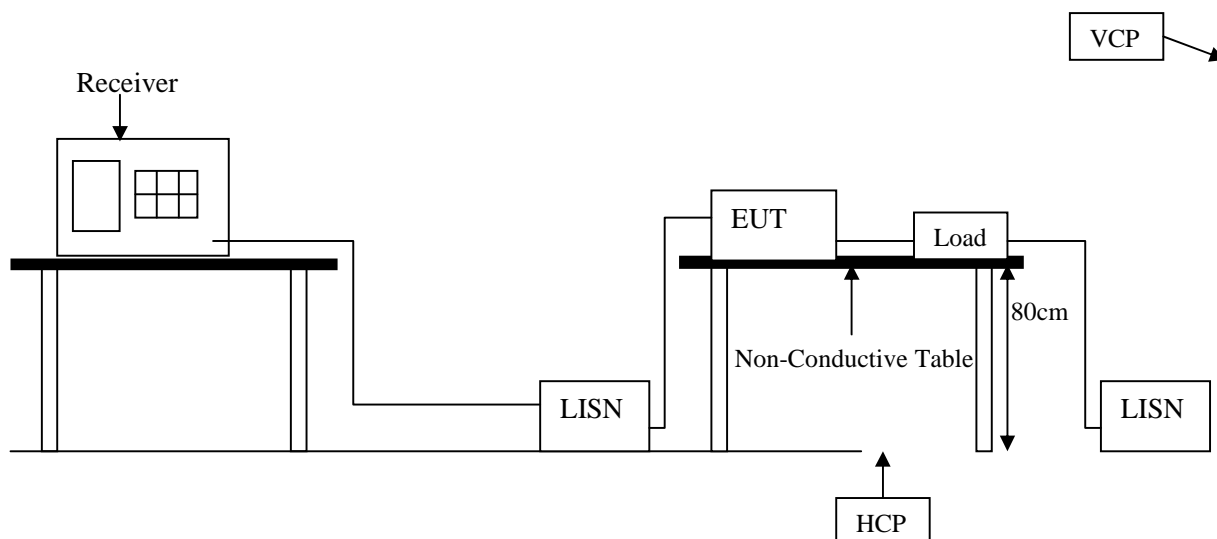 VCP
Receiver
EUT
Load
80cm
Non-Conductive Table
LISN
LISN
HCP